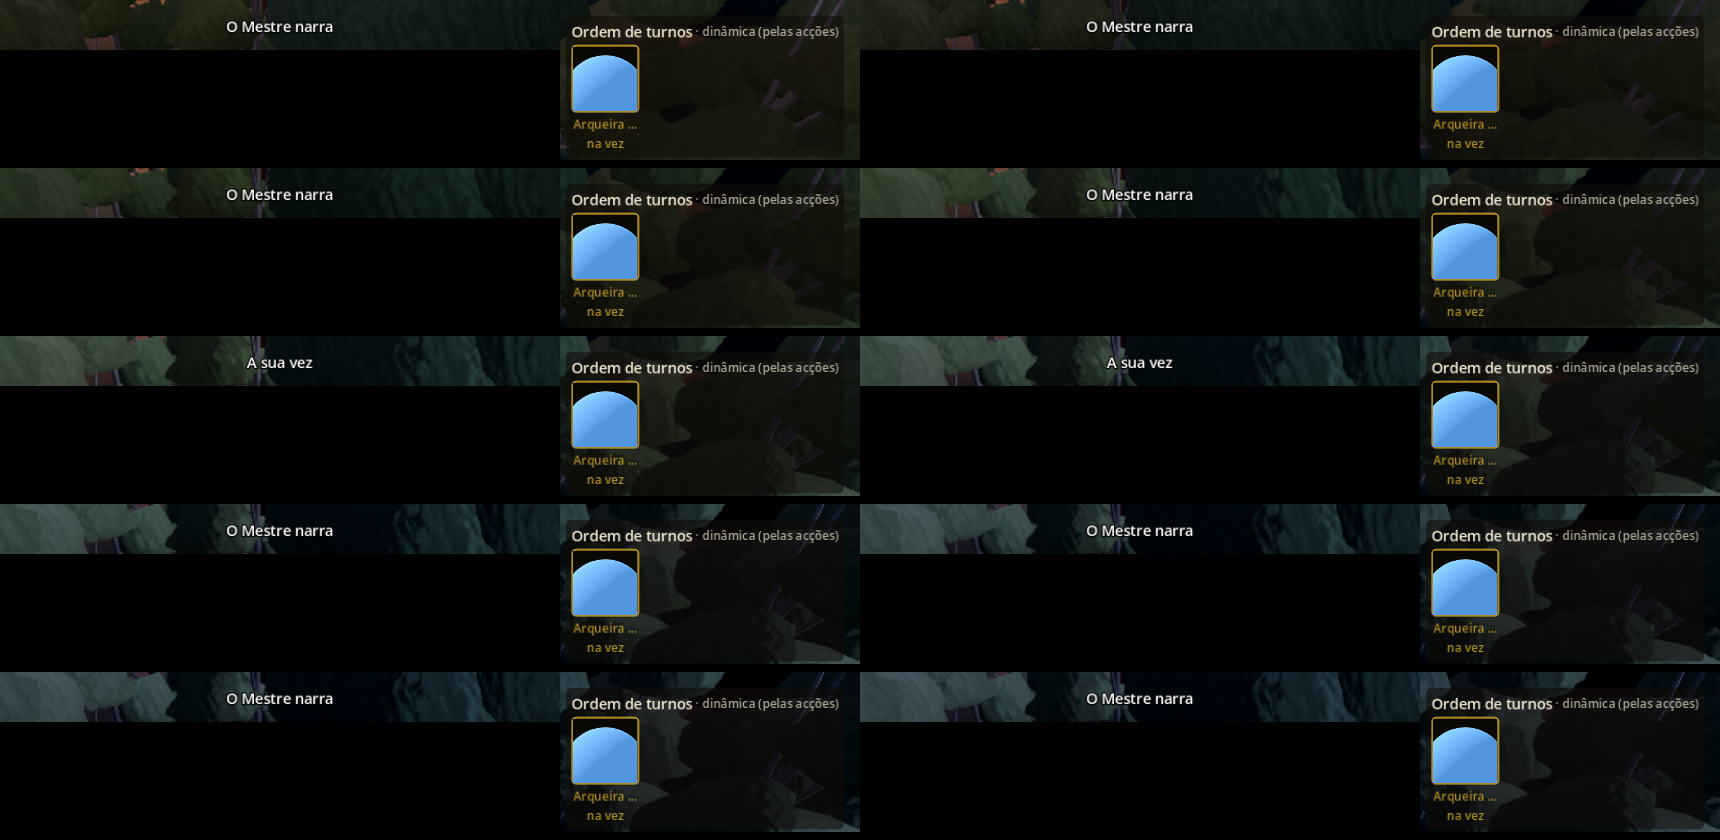 O Mestre narra
Ordem de turnos · dinâmica (pelas acções)
Arqueira ...
na vez
O Mestre narra
Ordem de turnos · dinâmica (pelas acções)
Arqueira ...
na vez
O Mestre narra
Ordem de turnos · dinâmica (pelas acções)
Arqueira ...
na vez
O Mestre narra
Ordem de turnos · dinâmica (pelas acções)
Arqueira ...
na vez
A sua vez
Ordem de turnos · dinâmica (pelas acções)
Arqueira ...
na vez
A sua vez
Ordem de turnos · dinâmica (pelas acções)
Arqueira ...
na vez
O Mestre narra
Ordem de turnos · dinâmica (pelas acções)
Arqueira ...
na vez
O Mestre narra
Ordem de turnos · dinâmica (pelas acções)
Arqueira ...
na vez
O Mestre narra
Ordem de turnos · dinâmica (pelas acções)
Arqueira ...
na vez
O Mestre narra
Ordem de turnos · dinâmica (pelas acções)
Arqueira ...
na vez